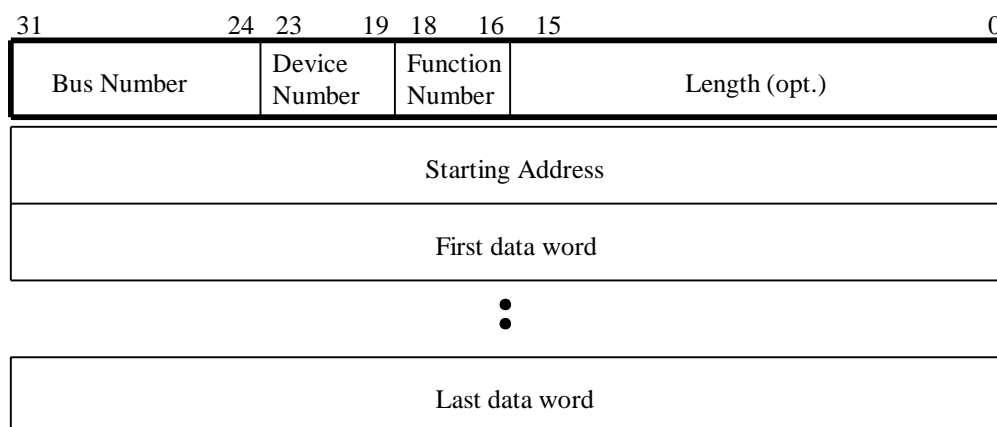 31 24 23 19 18 16 15 0
Bus Number Device Number Function Number Length (opt.)
Starting Address
First data word
Last data word